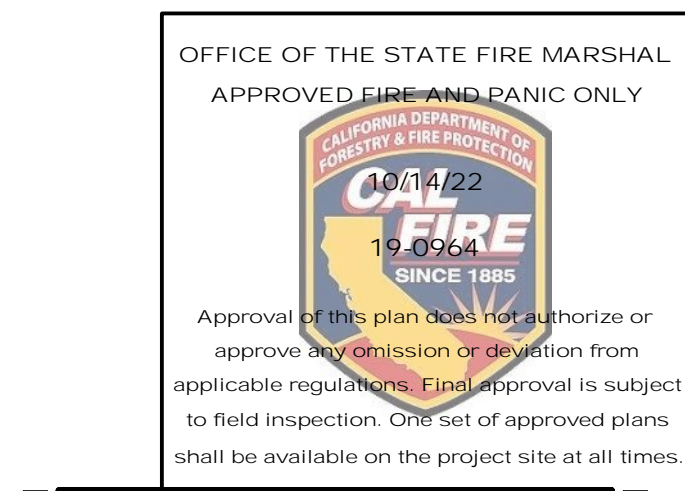 OFFICE OF THE STATE FIRE MARSHAL
APPROVED FIRE AND PANIC ONLY
CALIFORNIA DEPARTMENT OF
FORESTRY & FIRE PROTECTION
10/14/22
CAL
FIRE
19-0964
SINCE 1885
Approval of this plan does not authorize or
approve any omission or deviation from
applicable regulations. Final approval is subject
to field inspection. One set of approved plans
shall be available on the project site at all times.